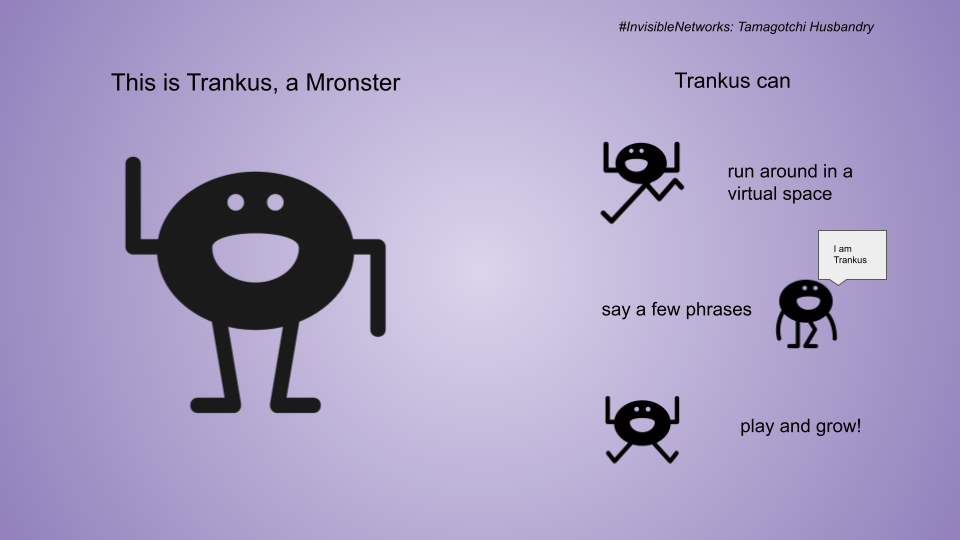 #InvisibleNetworks: Tamagotchi Husbandry
This is Trankus, a Mronster
Trankus can
run around in a
virtual space
I am
Trankus
say a few phrases
play and grow!